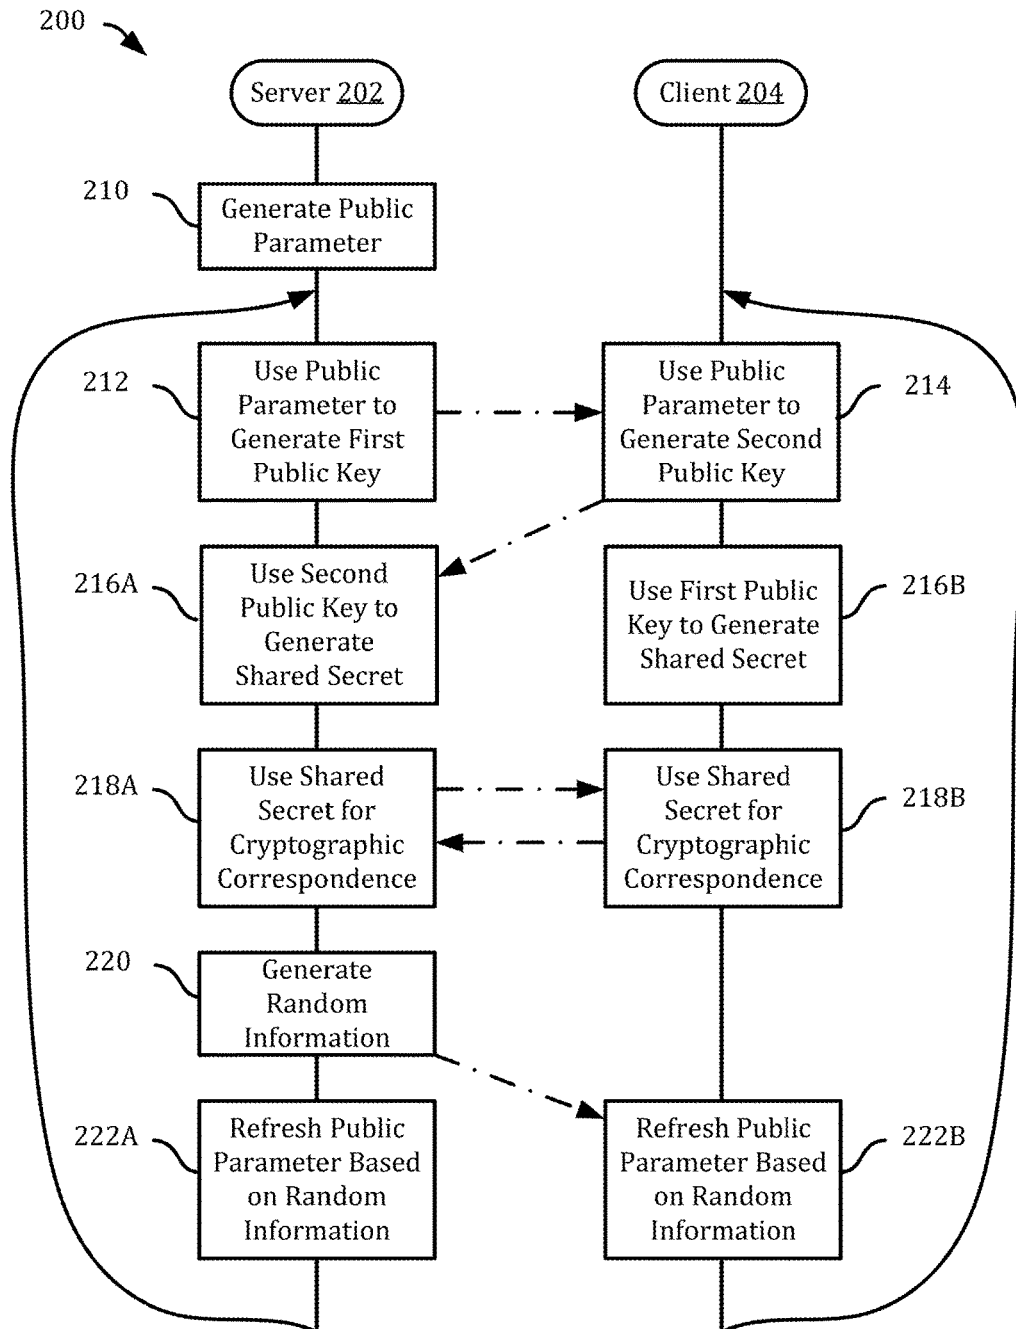 200
Server 202
Client 204
210
Generate Public
Parameter
212
Use Public
Parameter to
Generate First
Public Key
Use Public
Parameter to
Generate Second
Public Key
214
216A
Use Second
Public Key to
Generate
Shared Secret
Use First Public
Key to Generate
Shared Secret
216B
218A
Use Shared
Secret for
Cryptographic
Correspondence
Use Shared
Secret for
Cryptographic
Correspondence
218B
220
Generate
Random
Information
222A
Refresh Public
Parameter Based
on Random
Information
Refresh Public
Parameter Based
on Random
Information
222B